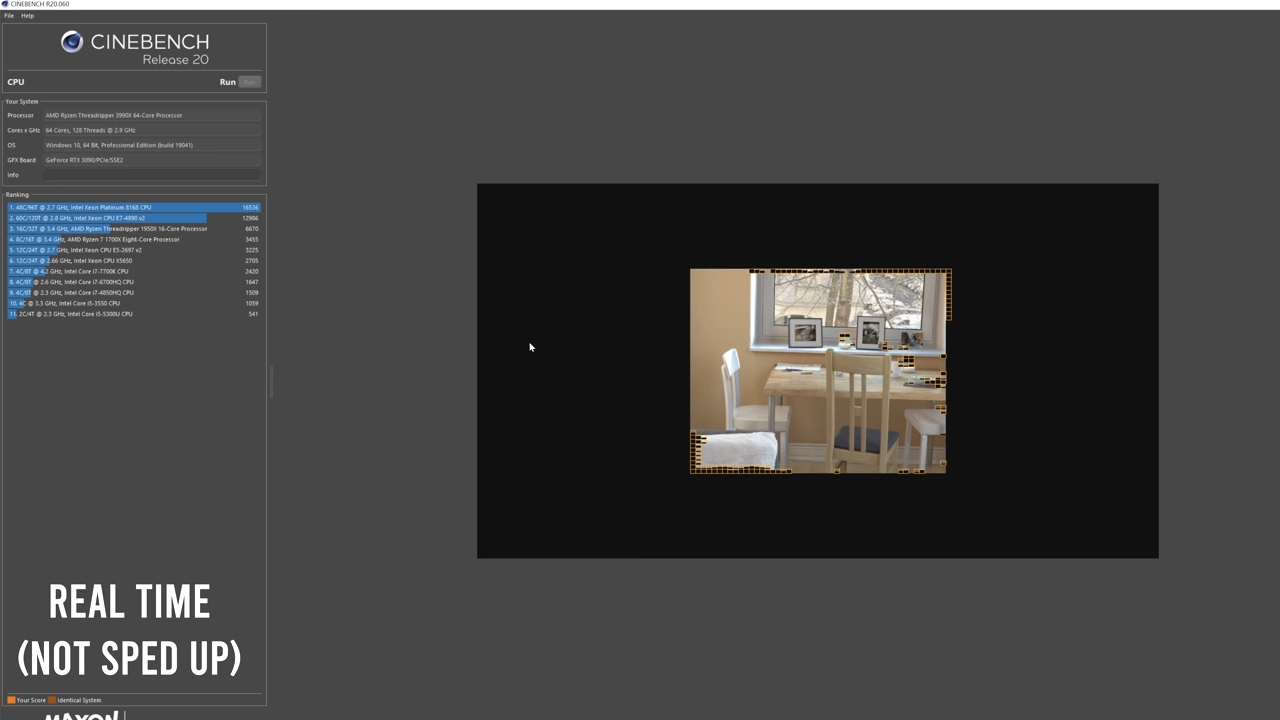 CINEBENCH R20.060
File Help
CINEBENCH
Release 20
CPU Run Run
Your System
Processor AMD Ryzen Threadripper 3990X 64-Core Processor
Cores x GHz 64 Cores, 128 Threads @ 2.9 GHz
OS Windows 10, 64 Bit, Professional Edition (build 19041)
GFX Board GeForce RTX 3090/PCIe/SSE2
Info
Ranking
1. 48C/96T @ 2.7 GHz, Intel Xeon Platinum 8168 CPU 16536
2. 60C/120T @ 2.8 GHz, Intel Xeon CPU E7-4890 v2 12986
3. 16C/32T @ 3.4 GHz, AMD Ryzen Threadripper 1950X 16-Core Processor 6670
4. 8C/16T @ 3.4 GHz, AMD Ryzen 7 1700X Eight-Core Processor 3455
5. 12C/24T @ 2.7 GHz, Intel Xeon CPU E5-2697 v2 3225
6. 12C/24T @ 2.66 GHz, Intel Xeon CPU X5650 2705
7. 4C/8T @ 4.2 GHz, Intel Core i7-7700K CPU 2420
8. 4C/8T @ 2.6 GHz, Intel Core i7-6700HQ CPU 1647
9. 4C/8T @ 2.3 GHz, Intel Core i7-4850HQ CPU 1509
10. 4C @ 3.3 GHz, Intel Core i5-3550 CPU 1059
11. 2C/4T @ 2.3 GHz, Intel Core i5-5300U CPU 541
REAL TIME
(NOT SPED UP)
Your Score Identical System
MAXON